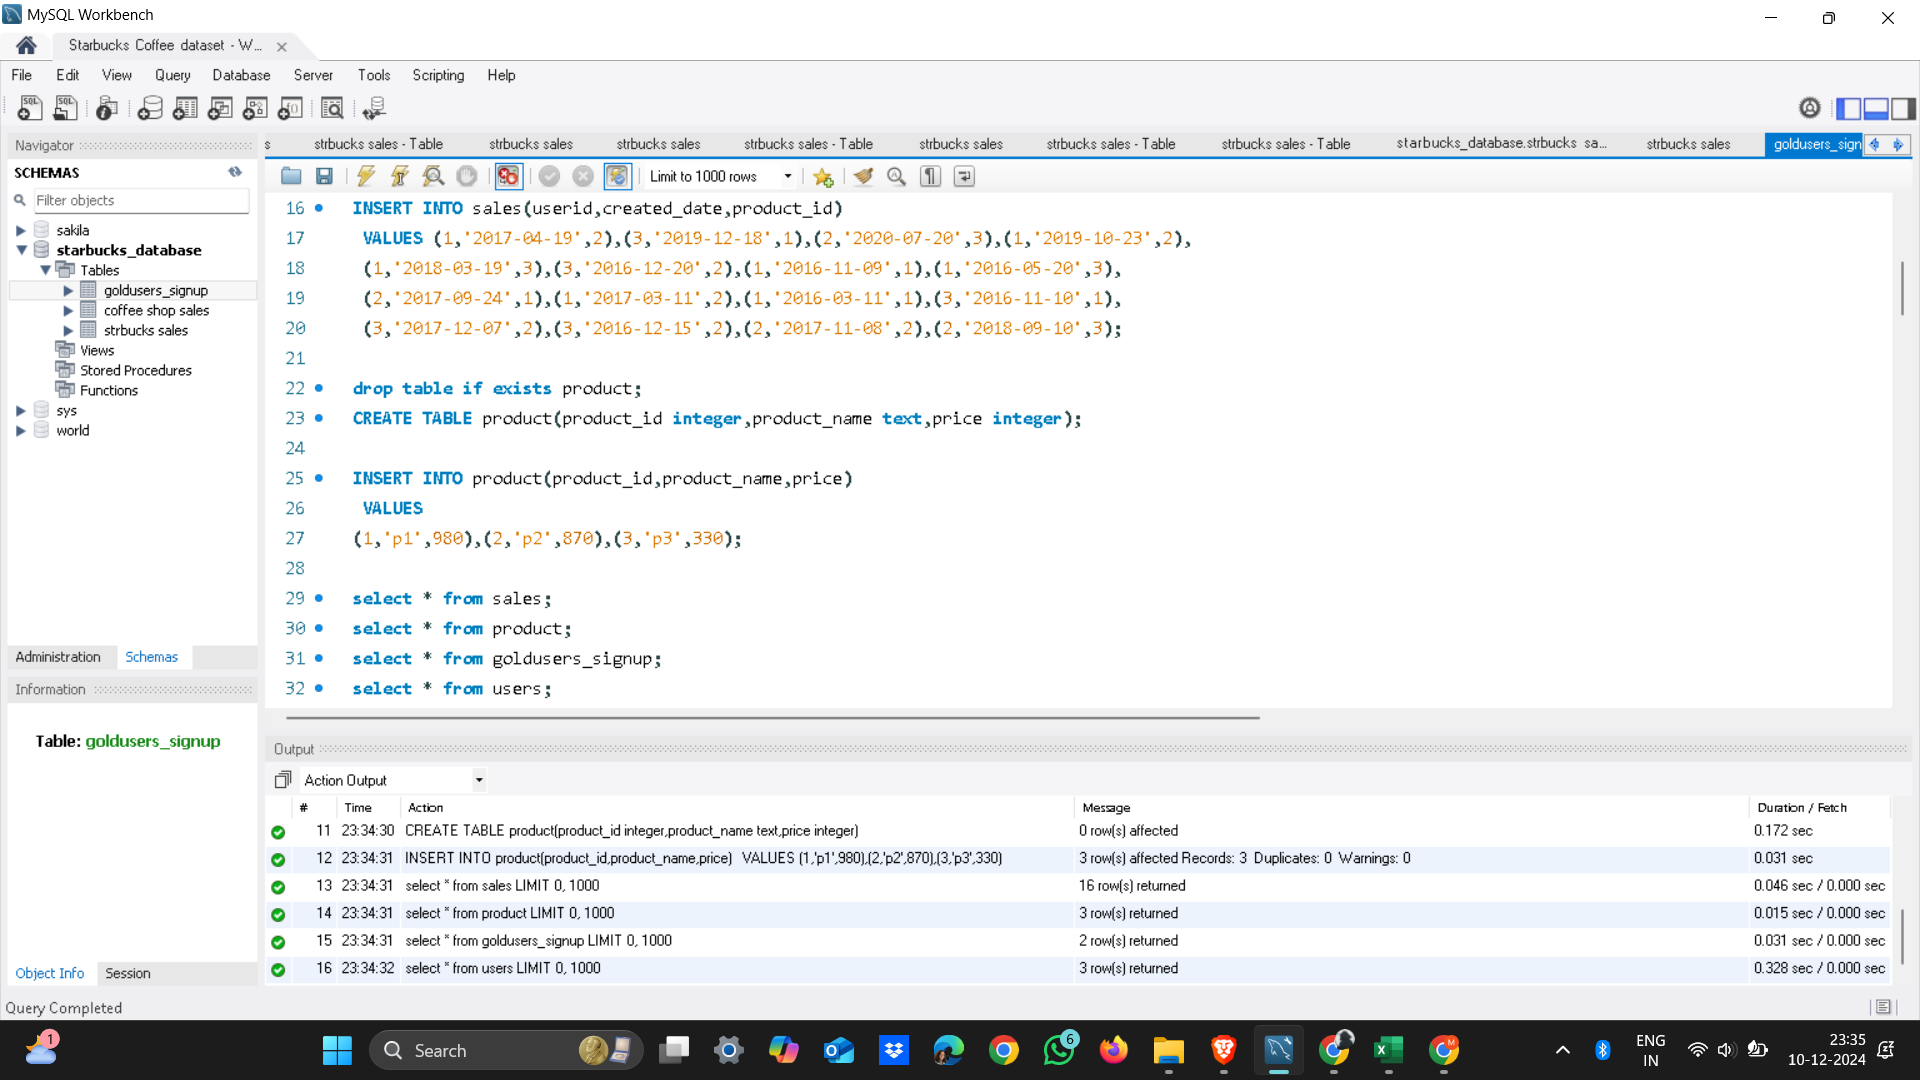 MySQL Workbench
Starbucks Coffee dataset - W...
File Edit View Query Database Server Tools Scripting Help
Navigator
s strbucks sales - Table strbucks sales strbucks sales strbucks sales - Table strbucks sales strbucks sales - Table strbucks sales - Table starbucks_database.strbucks sa... strbucks sales goldusers_sign
SCHEMAS
Limit to 1000 rows
Filter objects
sakila
starbucks_database
Tables
goldusers_signup
coffee shop sales
strbucks sales
Views
Stored Procedures
Functions
sys
world
Administration Schemas
Information
Table: goldusers_signup
Object Info Session
16 INSERT INTO sales(userid,created_date,product_id)
17 VALUES (1,'2017-04-19',2),(3,'2019-12-18',1),(2,'2020-07-20',3),(1,'2019-10-23',2),
18 (1,'2018-03-19',3),(3,'2016-12-20',2),(1,'2016-11-09',1),(1,'2016-05-20',3),
19 (2,'2017-09-24',1),(1,'2017-03-11',2),(1,'2016-03-11',1),(3,'2016-11-10',1),
20 (3,'2017-12-07',2),(3,'2016-12-15',2),(2,'2017-11-08',2),(2,'2018-09-10',3);
21
22 drop table if exists product;
23 CREATE TABLE product(product_id integer,product_name text,price integer);
24
25 INSERT INTO product(product_id,product_name,price)
26 VALUES
27 (1,'p1',980),(2,'p2',870),(3,'p3',330);
28
29 select * from sales;
30 select * from product;
31 select * from goldusers_signup;
32 select * from users;
Output
Action Output
# Time Action Message Duration / Fetch
11 23:34:30 CREATE TABLE product(product_id integer,product_name text,price integer) 0 row(s) affected 0.172 sec
12 23:34:31 INSERT INTO product(product_id,product_name,price) VALUES (1,'p1',980),(2,'p2',870),(3,'p3',330) 3 row(s) affected Records: 3 Duplicates: 0 Warnings: 0 0.031 sec
13 23:34:31 select * from sales LIMIT 0, 1000 16 row(s) returned 0.046 sec / 0.000 sec
14 23:34:31 select * from product LIMIT 0, 1000 3 row(s) returned 0.015 sec / 0.000 sec
15 23:34:31 select * from goldusers_signup LIMIT 0, 1000 2 row(s) returned 0.031 sec / 0.000 sec
16 23:34:32 select * from users LIMIT 0, 1000 3 row(s) returned 0.328 sec / 0.000 sec
Query Completed
1 Search 6 ENG 23:35
IN 10-12-2024